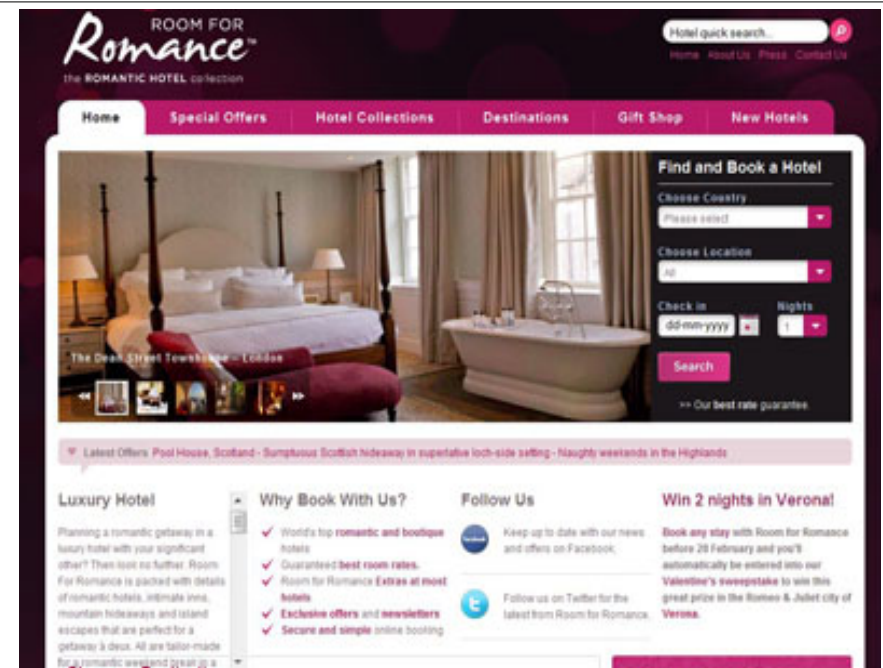 ROOM FOR
Romance™
the ROMANTIC HOTEL collection
Hotel quick search...
Home About Us Press Contact Us
Home Special Offers Hotel Collections Destinations Gift Shop New Hotels
Find and Book a Hotel
Choose Country
Please select
Choose Location
All
Check in Nights
dd-mm-yyyy 1
Search
>> Our best rate guarantee.
The Dean Street Townhouse - London
Latest Offers Pool House, Scotland - Sumptuous Scottish hideaway in superlative loch-side setting - Naughty weekends in the Highlands
Luxury Hotel
Planning a romantic getaway in a
luxury hotel with your significant
other? Then look no further. Room
For Romance is packed with details
of romantic hotels, intimate inns,
mountain hideaways and island
escapes that are perfect for a
getaway à deux. All are tailor-made
for a romantic weekend break in a
Why Book With Us?
World's top romantic and boutique
hotels
Guaranteed best room rates.
Room for Romance Extras at most
hotels
Exclusive offers and newsletters
Secure and simple online booking
Follow Us
facebook
Keep up to date with our news
and offers on Facebook.
t
Follow us on Twitter for the
latest from Room for Romance.
Win 2 nights in Verona!
Book any stay with Room for Romance
before 28 February and you'll
automatically be entered into our
Valentine's sweepstake to win this
great prize in the Romeo & Juliet city of
Verona.